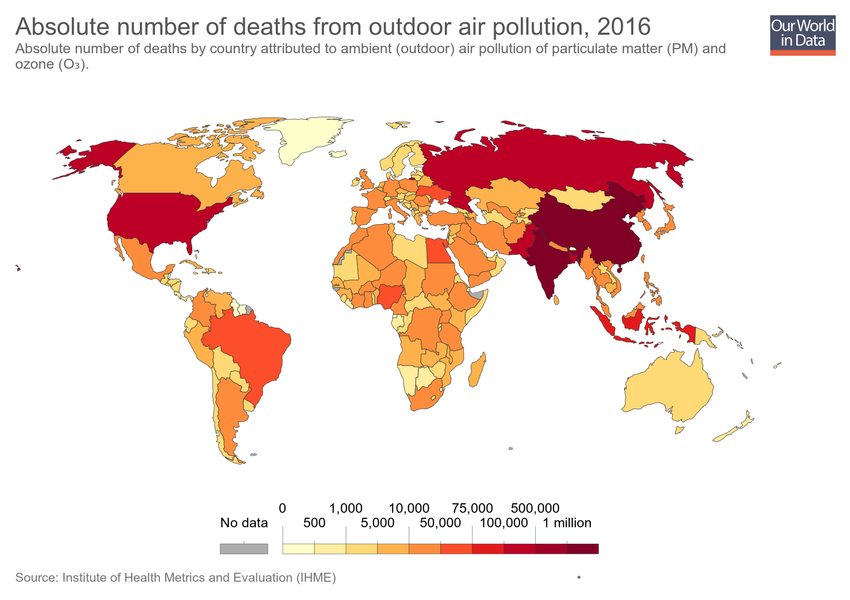 Absolute number of deaths from outdoor air pollution, 2016
Our World
in Data
Absolute number of deaths by country attributed to ambient (outdoor) air pollution of particulate matter (PM) and
ozone (O₃).
0 1,000 10,000 75,000 500,000
No data 500 5,000 50,000 100,000 1 million
Source: Institute of Health Metrics and Evaluation (IHME)